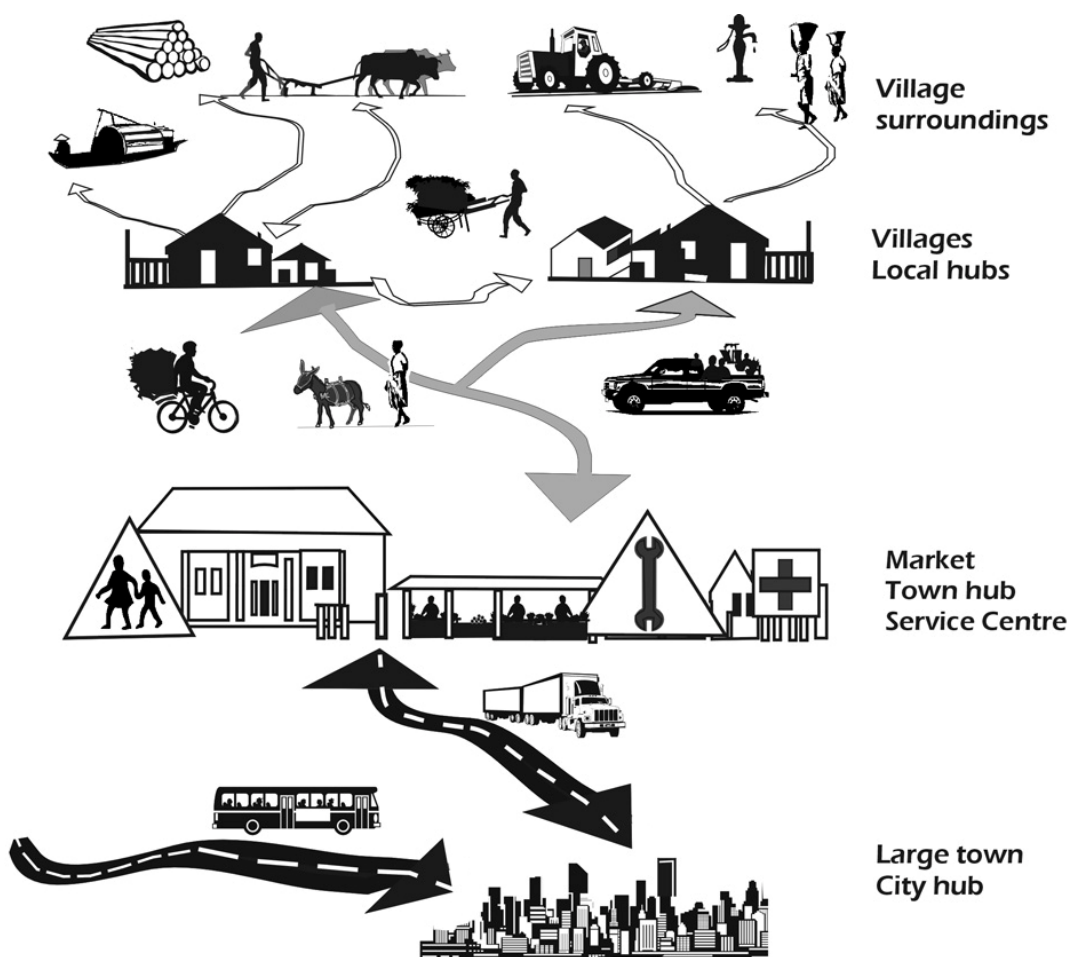 Village
surroundings
Villages
Local hubs
Market
Town hub
Service Centre
Large town
City hub